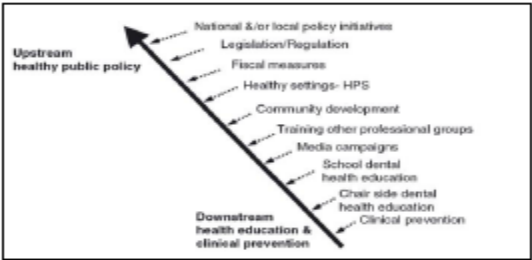 National &/or local policy initiatives
Legislation/Regulation
Upstream
healthy public policy
Fiscal measures
Healthy settings- HPS
Community development
Training other professional groups
Media campaigns
School dental
health education
Chair side dental
health education
Clinical prevention
Downstream
health education &
clinical prevention